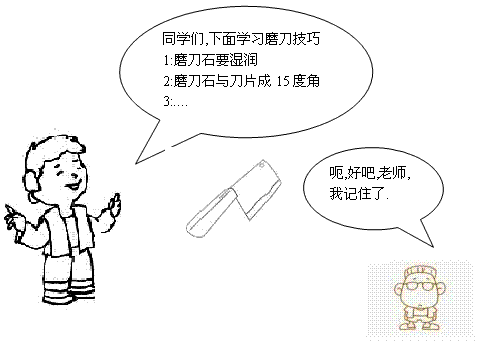 同学们,下面学习磨刀技巧
1:磨刀石要湿润
2:磨刀石与刀片成 15 度角
3:....
呃,好吧,老师,
我记住了.